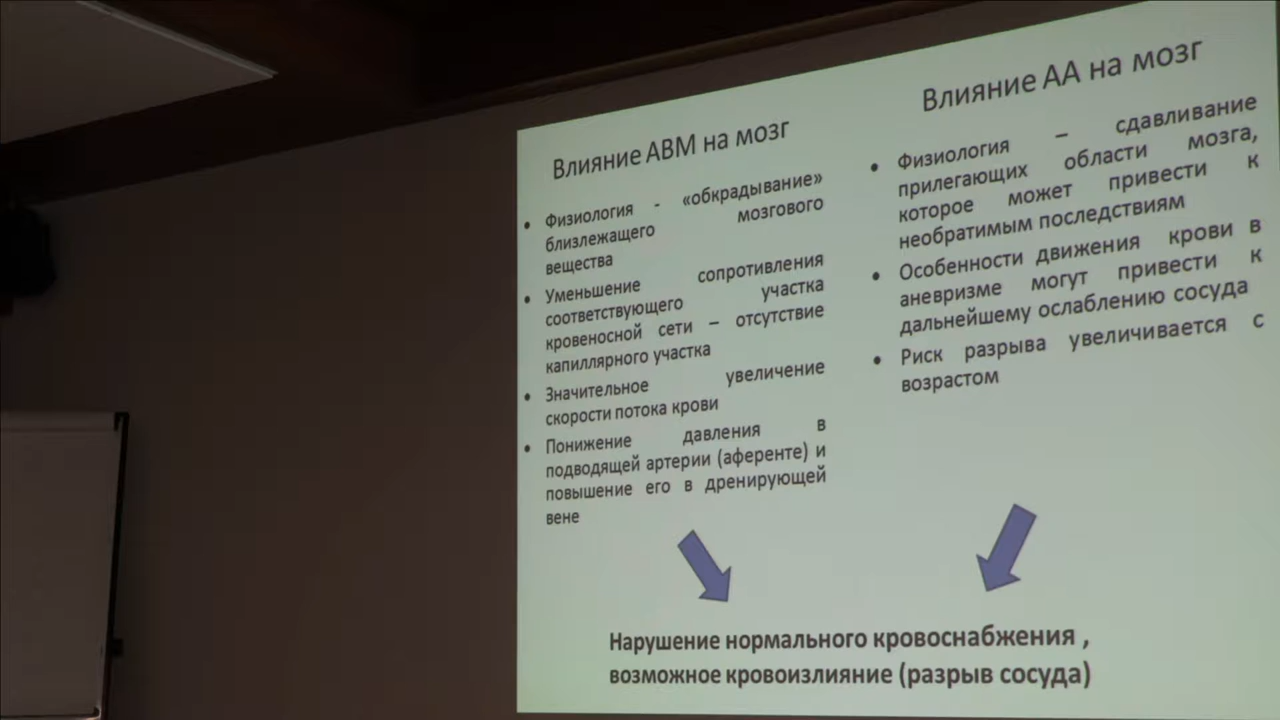 Влияние АВМ на мозг
• Физиология - «обкрадывание»
близлежащего мозгового
вещества
• Уменьшение сопротивления
соответствующего участка
кровеносной сети – отсутствие
капиллярного участка
• Значительное увеличение
скорости потока крови
• Понижение давления в
подводящей артерии (аференте) и
повышение его в дренирующей
вене
Влияние АА на мозг
• Физиология – сдавливание
прилегающих области мозга,
которое может привести к
необратимым последствиям
• Особенности движения крови в
аневризме могут привести к
дальнейшему ослаблению сосуда
• Риск разрыва увеличивается с
возрастом
Нарушение нормального кровоснабжения ,
возможное кровоизлияние (разрыв сосуда)